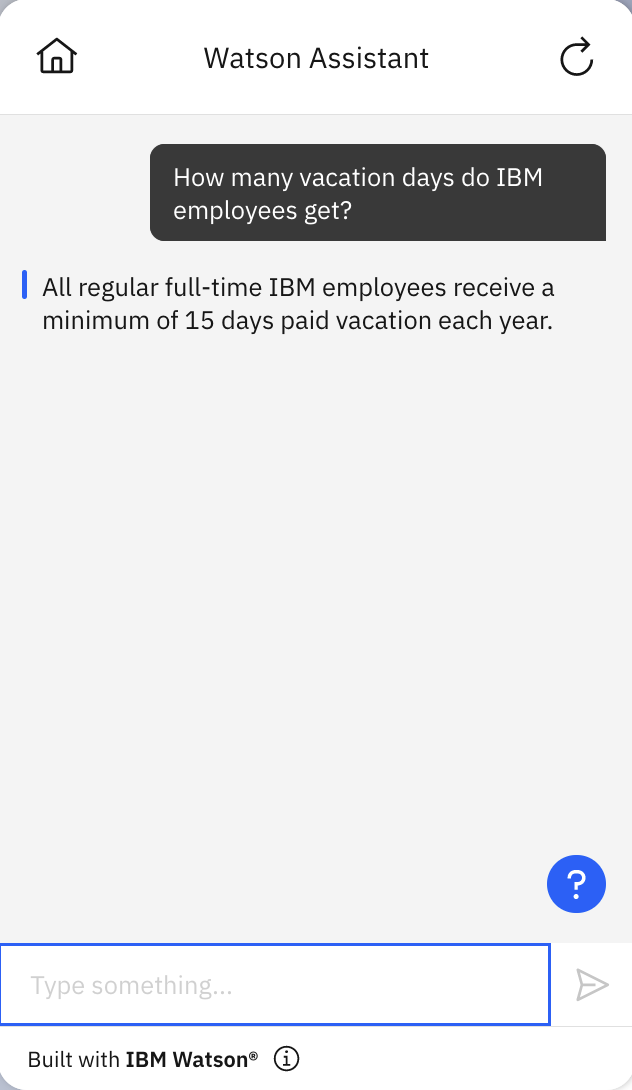 Watson Assistant
How many vacation days do IBM
employees get?
All regular full-time IBM employees receive a
minimum of 15 days paid vacation each year.
?
Type something...
Built with IBM Watson®